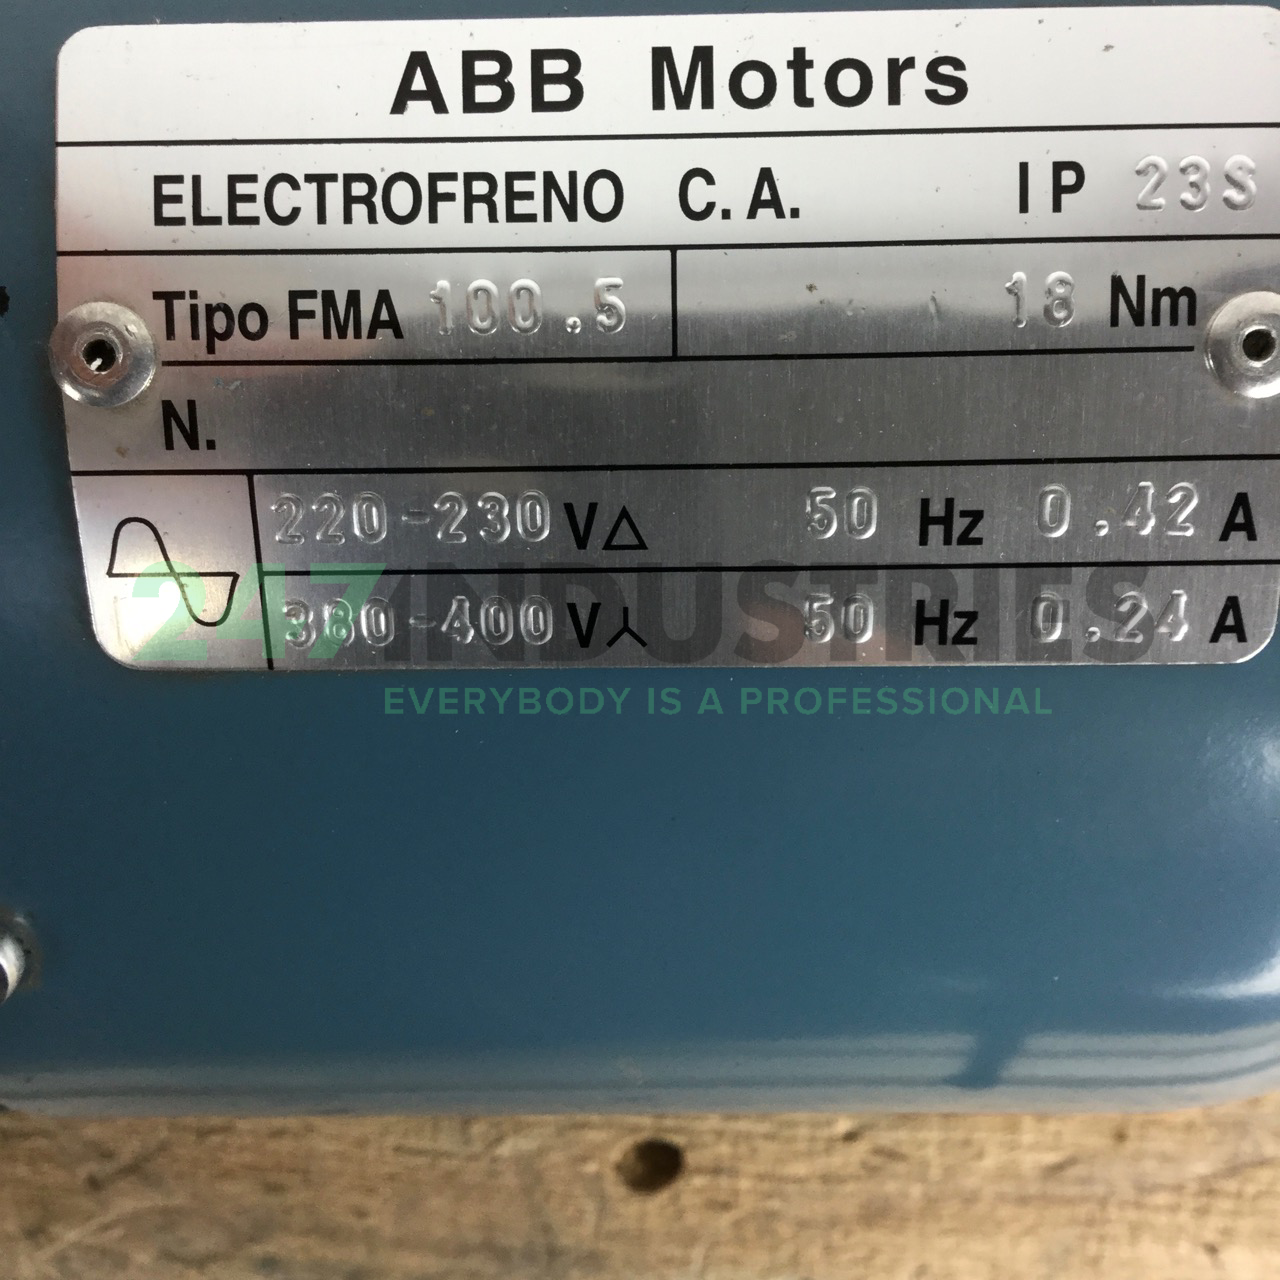 ABB Motors
ELECTROFRENO C.A. IP 23S
Tipo FMA 100.5 18 Nm
N.
220-230 V△ 50 Hz 0.42 A
247INDUSTRIES
380-400 V⅄ 50 Hz 0.24 A
EVERYBODY IS A PROFESSIONAL